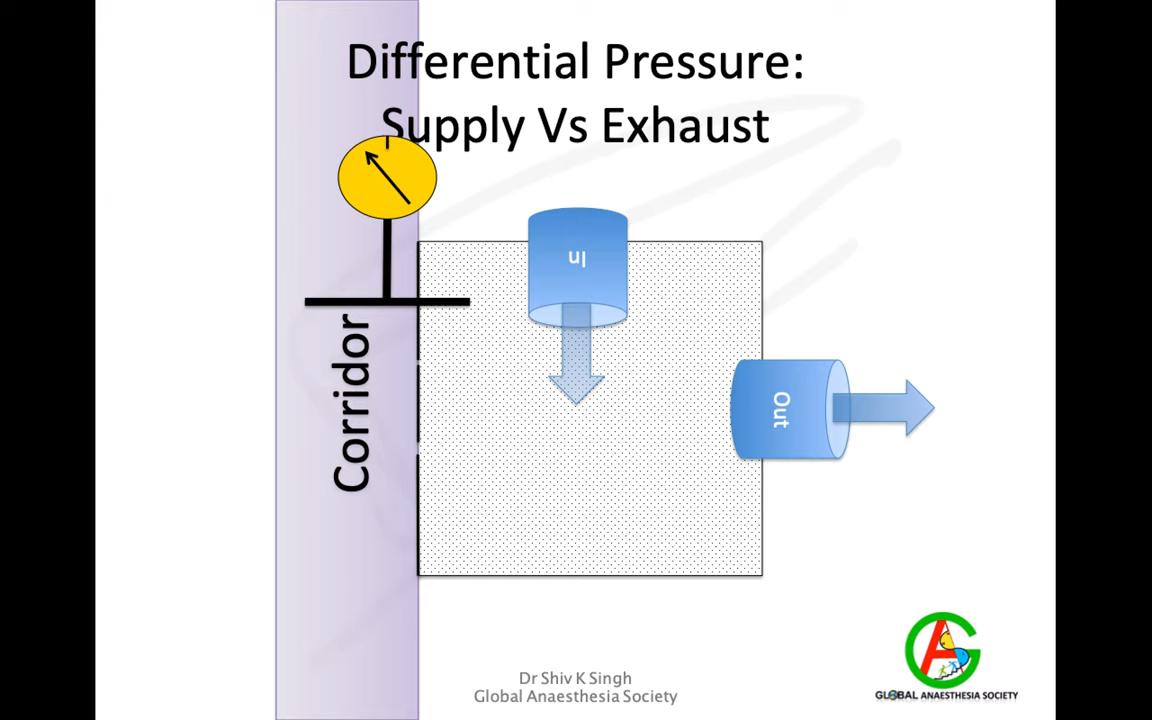 Differential Pressure:
Supply Vs Exhaust
In
Out
Corridor
Dr Shiv K Singh
Global Anaesthesia Society
GLOBAL ANAESTHESIA SOCIETY